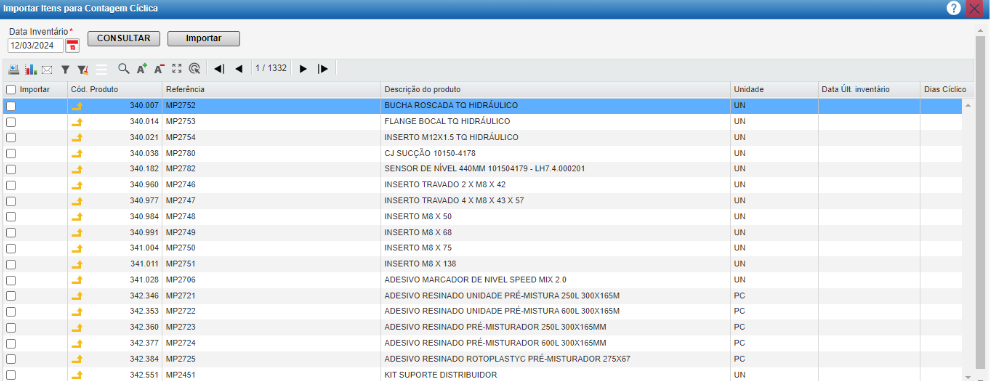 Importar Itens para Contagem Cíclica
Data Inventário*
12/03/2024 CONSULTAR Importar
1 / 1332
Importar Cód. Produto Referência Descrição do produto Unidade Data Últ. inventário Dias Cíclico
340.007 MP2752 BUCHA ROSCADA TQ HIDRÁULICO UN
340.014 MP2753 FLANGE BOCAL TQ HIDRÁULICO UN
340.021 MP2754 INSERTO M12X1.5 TQ HIDRÁULICO UN
340.038 MP2780 CJ SUCÇÃO 10150-4178 UN
340.182 MP2782 SENSOR DE NÍVEL 440MM 101504179 - LH7.4.000201 UN
340.960 MP2746 INSERTO TRAVADO 2 X M8 X 42 UN
340.977 MP2747 INSERTO TRAVADO 4 X M8 X 43 X 57 UN
340.984 MP2748 INSERTO M8 X 50 UN
340.991 MP2749 INSERTO M8 X 68 UN
341.004 MP2750 INSERTO M8 X 75 UN
341.011 MP2751 INSERTO M8 X 138 UN
341.028 MP2706 ADESIVO MARCADOR DE NIVEL SPEED MIX 2.0 UN
342.346 MP2721 ADESIVO RESINADO UNIDADE PRÉ-MISTURA 250L 300X165M PC
342.353 MP2722 ADESIVO RESINADO UNIDADE PRÉ-MISTURA 600L 300X165M PC
342.360 MP2723 ADESIVO RESINADO PRÉ-MISTURADOR 250L 300X165MM PC
342.377 MP2724 ADESIVO RESINADO PRÉ-MISTURADOR 600L 300X165MM PC
342.384 MP2725 ADESIVO RESINADO ROTOPLASTYC PRÉ-MISTURADOR 275X67 PC
342.551 MP2451 KIT SUPORTE DISTRIBUIDOR UN